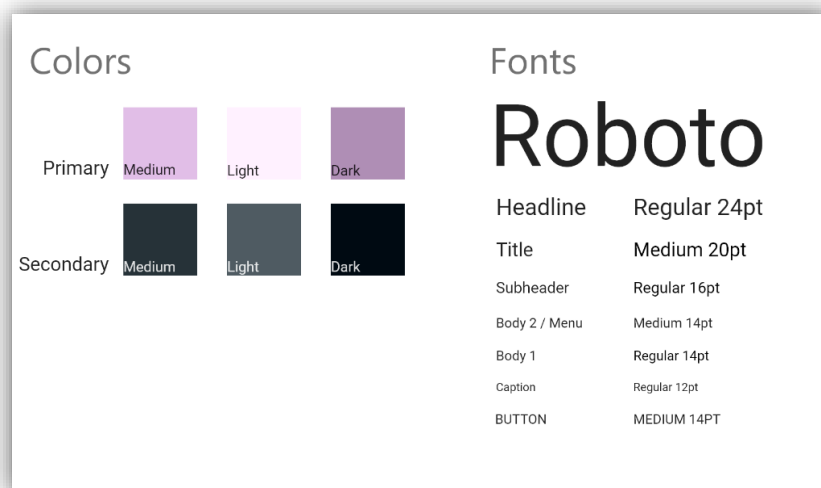 Colors
Primary
Medium
Light
Dark
Secondary
Medium
Light
Dark
Fonts
Roboto
Headline Regular 24pt
Title Medium 20pt
Subheader Regular 16pt
Body 2 / Menu Medium 14pt
Body 1 Regular 14pt
Caption Regular 12pt
BUTTON MEDIUM 14PT